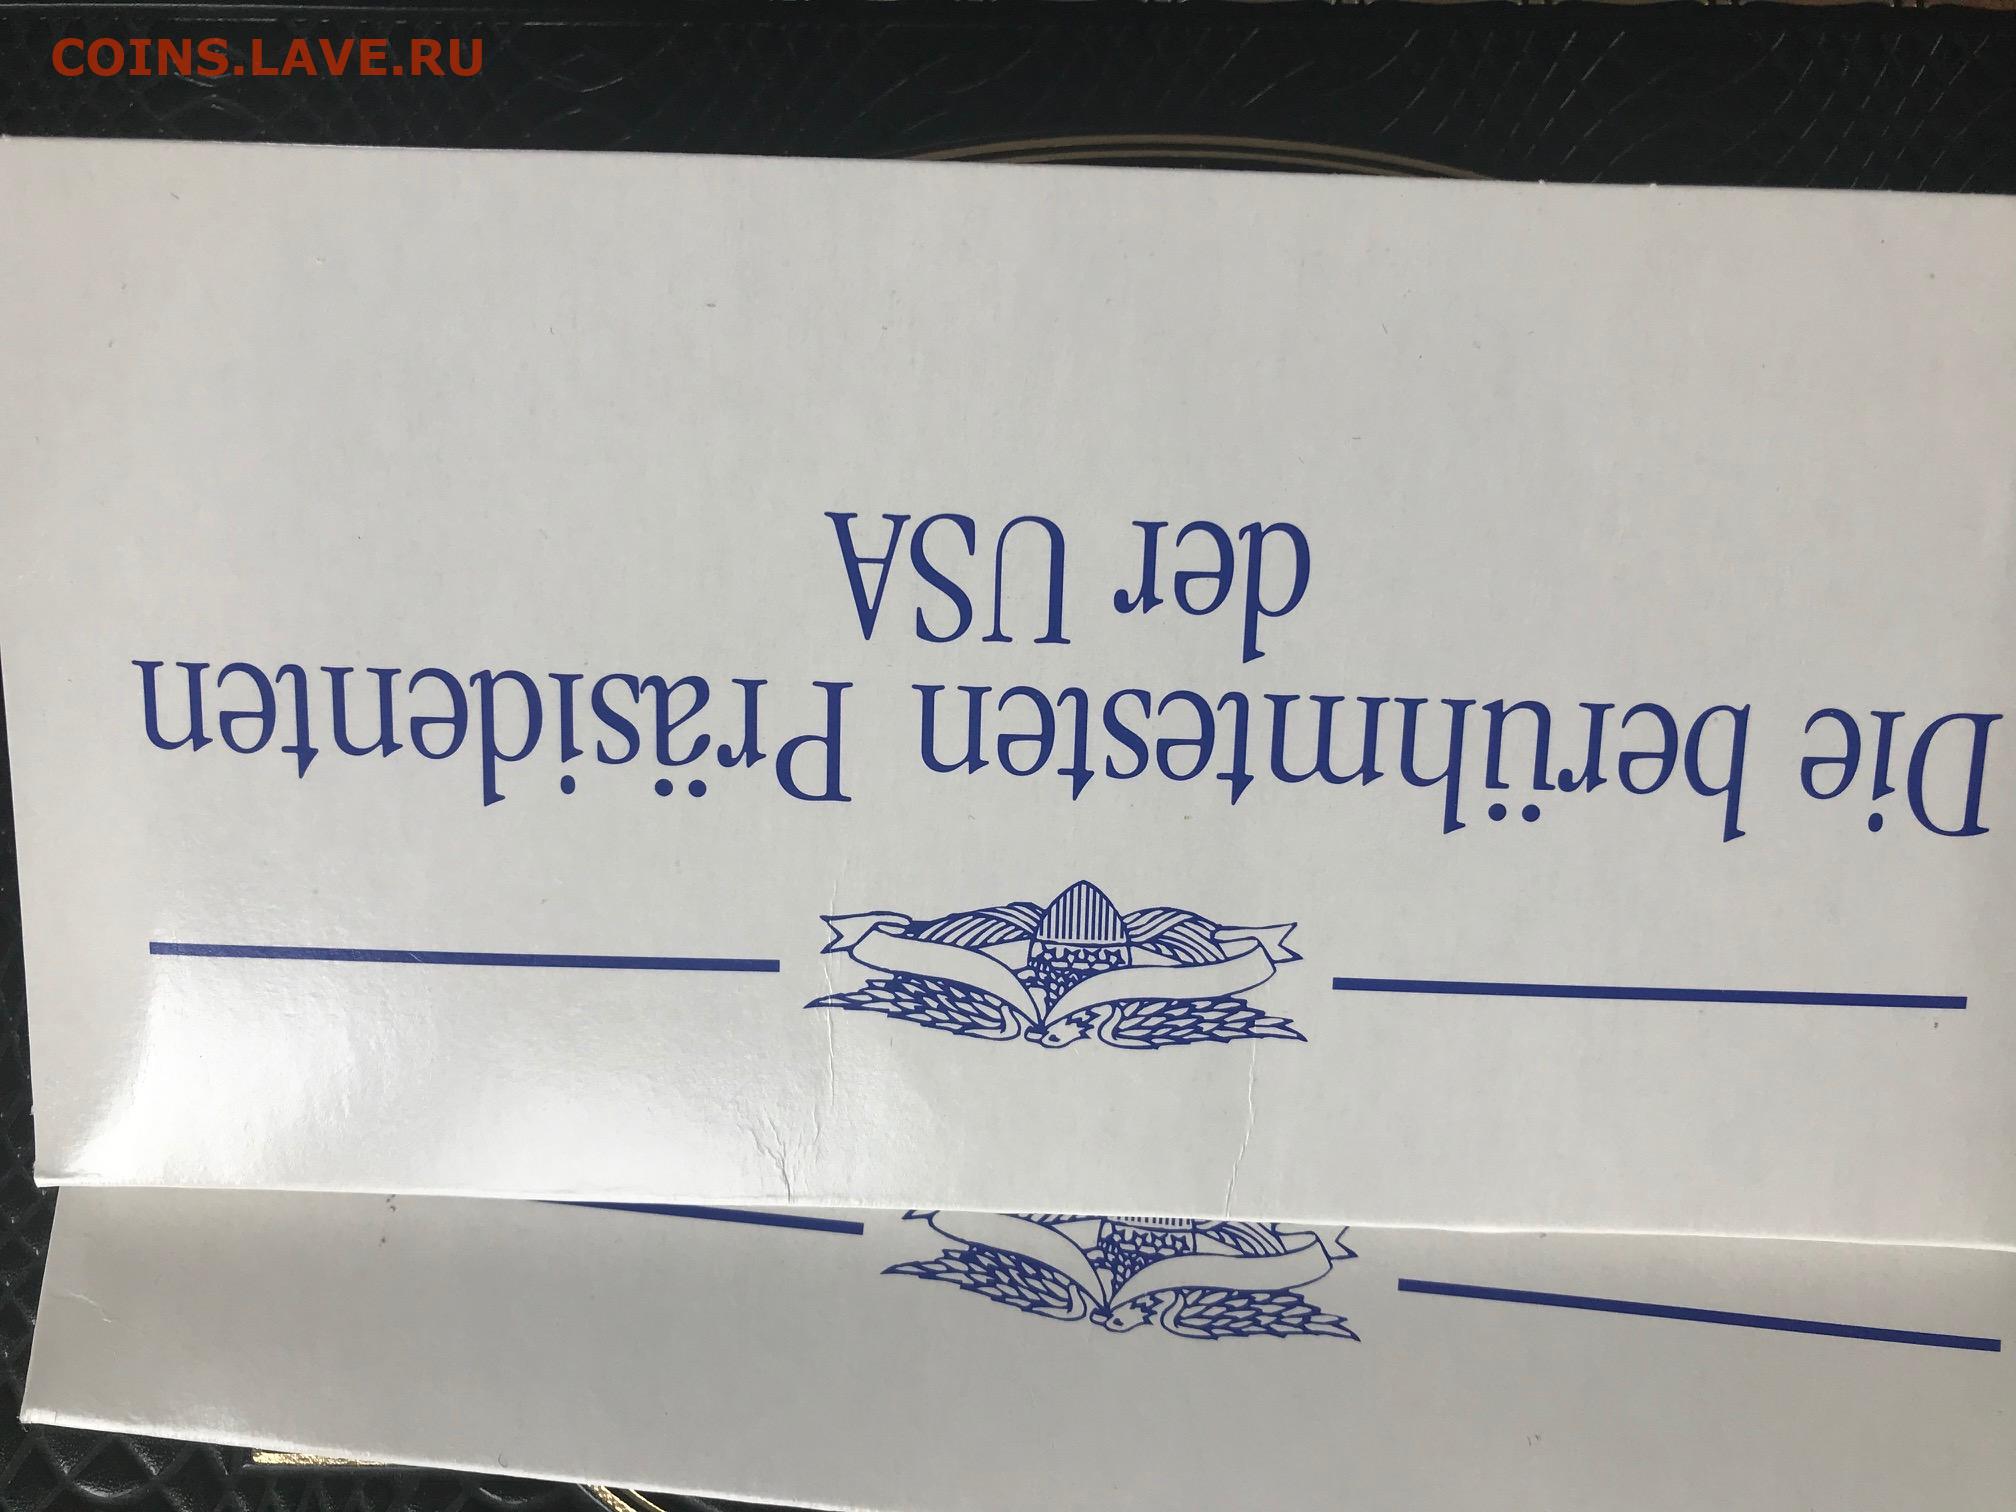 COINS.LAVE.RU
Die berühmtesten Präsidenten
der USA